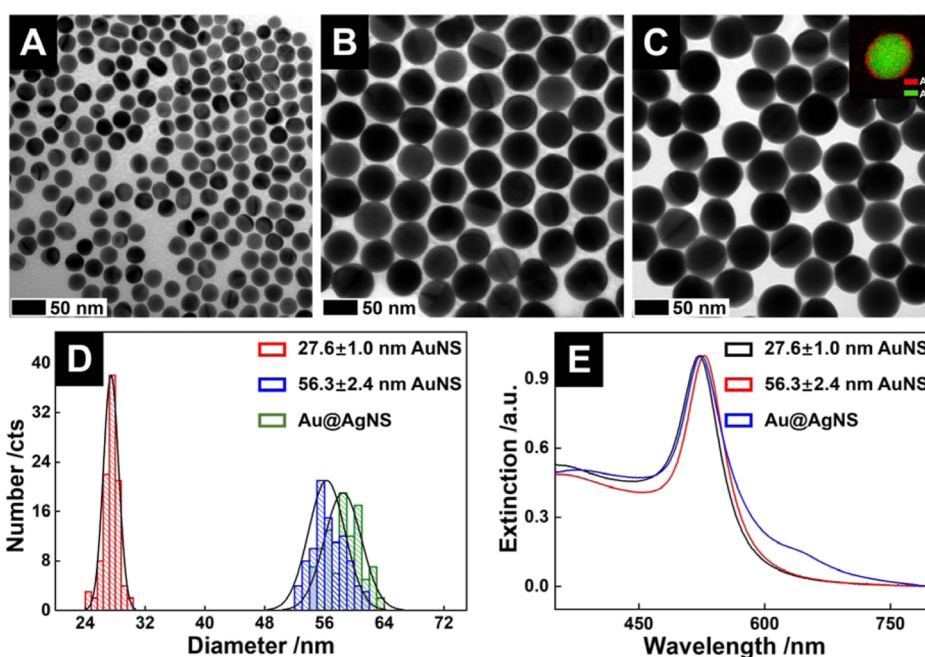 A
B
C
A
A
50 nm
50 nm
50 nm
D
27.6±1.0 nm AuNS
56.3±2.4 nm AuNS
Au@AgNS
40
32
24
16
8
0
Number /cts
24 32 40 48 56 64 72
Diameter /nm
E
27.6±1.0 nm AuNS
56.3±2.4 nm AuNS
Au@AgNS
0.9
0.6
0.3
0.0
Extinction /a.u.
450 600 750
Wavelength /nm